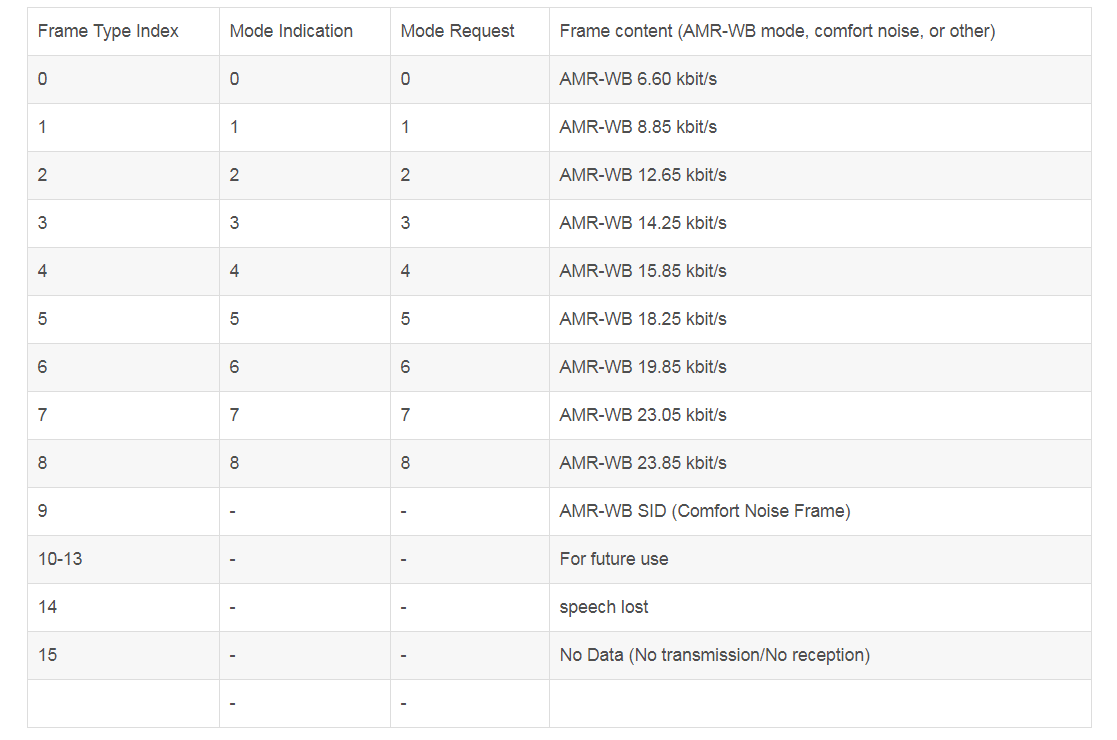 Frame Type Index Mode Indication Mode Request Frame content (AMR-WB mode, comfort noise, or other)
0 0 0 AMR-WB 6.60 kbit/s
1 1 1 AMR-WB 8.85 kbit/s
2 2 2 AMR-WB 12.65 kbit/s
3 3 3 AMR-WB 14.25 kbit/s
4 4 4 AMR-WB 15.85 kbit/s
5 5 5 AMR-WB 18.25 kbit/s
6 6 6 AMR-WB 19.85 kbit/s
7 7 7 AMR-WB 23.05 kbit/s
8 8 8 AMR-WB 23.85 kbit/s
9 - - AMR-WB SID (Comfort Noise Frame)
10-13 - - For future use
14 - - speech lost
15 - - No Data (No transmission/No reception)
- -